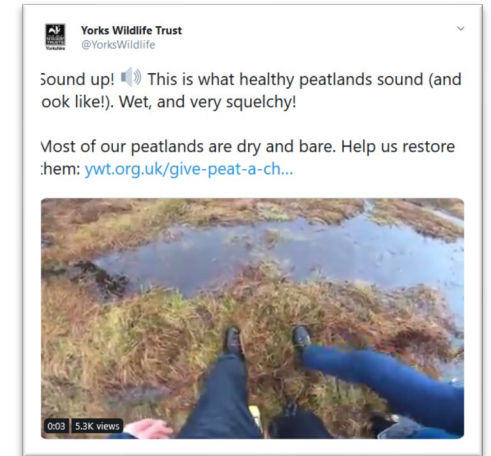 Yorks Wildlife Trust
@YorksWildlife
Sound up! 🔊 This is what healthy peatlands sound (and
ook like!). Wet, and very squelchy!
Most of our peatlands are dry and bare. Help us restore
them: ywt.org.uk/give-peat-a-ch...
0:03 5.3K views